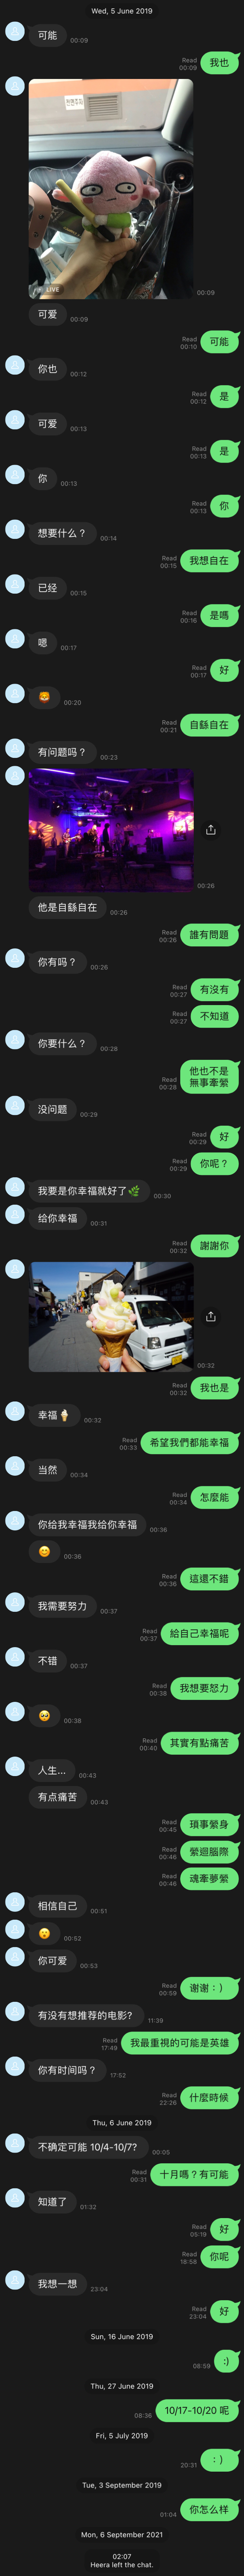 Wed, 5 June 2019
可能
00:09
Read
00:09
我也
LIVE
00:09
可爱
00:09
Read
00:10
可能
你也
00:12
Read
00:12
是
可爱
00:13
Read
00:13
是
你
00:13
Read
00:13
你
想要什么？
00:14
Read
00:15
我想自在
已经
00:15
Read
00:16
是嗎
嗯
00:17
Read
00:17
好
00:20
Read
00:21
自繇自在
有问题吗？
00:23
00:26
他是自繇自在
00:26
Read
00:26
誰有問題
你有吗？
00:26
Read
00:27
有沒有
Read
00:27
不知道
你要什么？
00:28
Read
00:28
他也不是
無事牽縈
没问题
00:29
Read
00:29
好
Read
00:29
你呢？
我要是你幸福就好了🌿
00:30
给你幸福
00:31
Read
00:32
謝謝你
00:32
Read
00:32
我也是
幸福🍦
00:32
Read
00:33
希望我們都能幸福
当然
00:34
Read
00:34
怎麼能
你给我幸福我给你幸福
00:36
😊
00:36
Read
00:36
這還不錯
我需要努力
00:37
Read
00:37
給自己幸福呢
不错
00:37
Read
00:38
我想要怒力
🥺
00:38
Read
00:40
其實有點痛苦
人生...
00:43
有点痛苦
00:43
Read
00:45
瑣事縈身
Read
00:46
縈迴腦際
Read
00:46
魂牽夢縈
相信自己
00:51
😮
00:52
你可爱
00:53
Read
00:59
谢谢：）
有没有想推荐的电影?
11:39
Read
17:49
我最重視的可能是英雄
你有时间吗？
17:52
Read
22:26
什麼時候
Thu, 6 June 2019
不确定可能 10/4-10/7?
00:05
Read
00:31
十月嗎？有可能
知道了
01:32
Read
05:19
好
Read
18:58
你呢
我想一想
23:04
Read
23:04
好
Sun, 16 June 2019
08:59
:)
Thu, 27 June 2019
08:36
10/17-10/20 呢
Fri, 5 July 2019
20:31
：）
Tue, 3 September 2019
01:04
你怎么样
Mon, 6 September 2021
02:07
Heera left the chat.